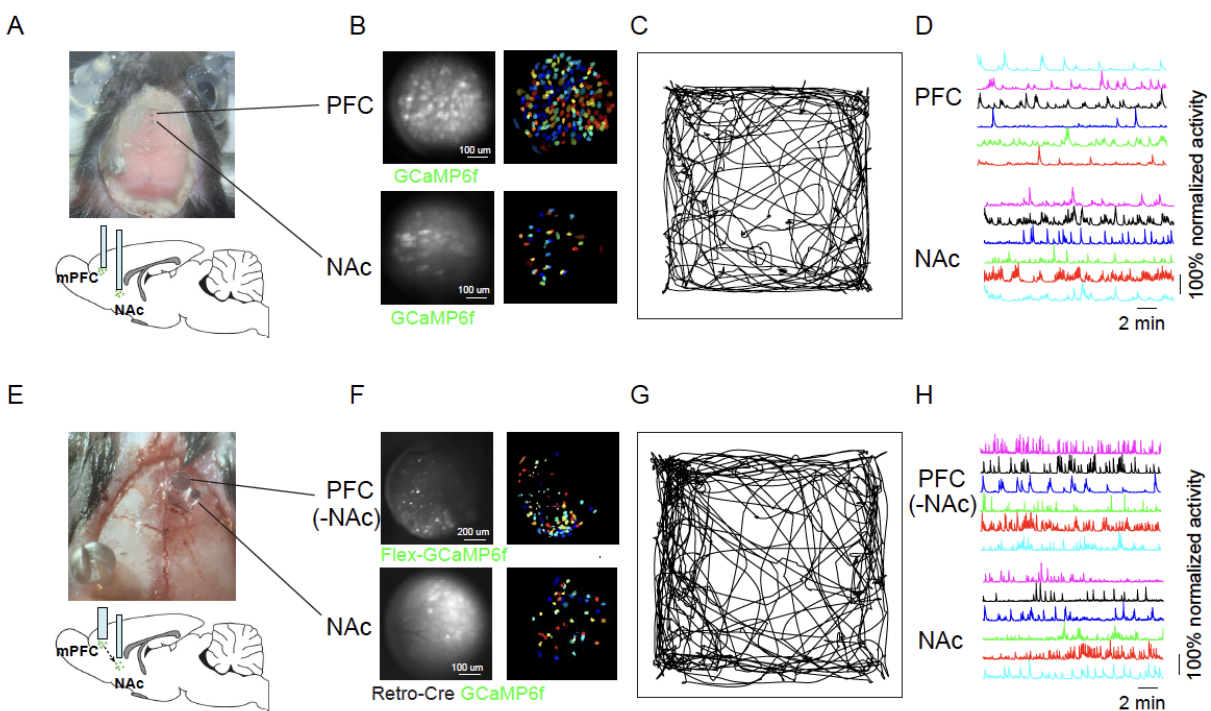 A
B
C
D
PFC
100 um
GCaMP6f
NAc
100 um
GCaMP6f
mPFC
NAc
PFC
NAc
100% normalized activity
2 min
E
F
G
H
PFC
(-NAc)
200 um
Flex-GCaMP6f
NAc
100 um
Retro-Cre GCaMP6f
mPFC
NAc
PFC
(-NAc)
NAc
100% normalized activity
2 min